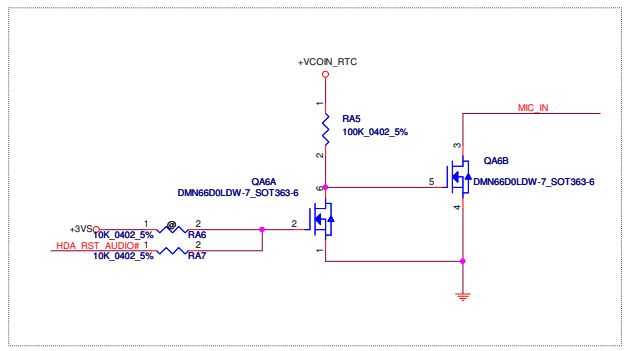 +VCOIN_RTC
1
RA5
100K_0402_5%
2
MIC_IN
3
QA6B
DMN66D0LDW-7_SOT363-6
5
4
QA6A
DMN66D0LDW-7_SOT363-6
6
2
1
+3VS
1 @ 2
10K_0402_5% RA6
HDA_RST_AUDIO# 1 2
10K_0402_5% RA7